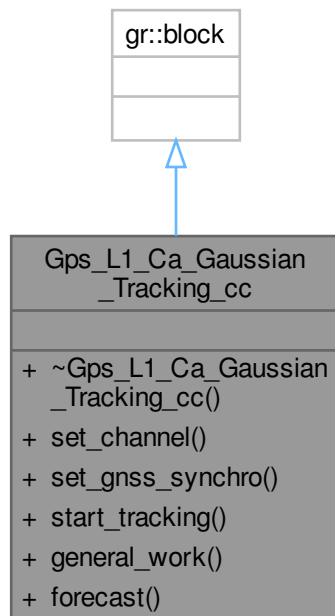 gr::block
Gps_L1_Ca_Gaussian
_Tracking_cc
+ ~Gps_L1_Ca_Gaussian
_Tracking_cc()
+ set_channel()
+ set_gnss_synchro()
+ start_tracking()
+ general_work()
+ forecast()